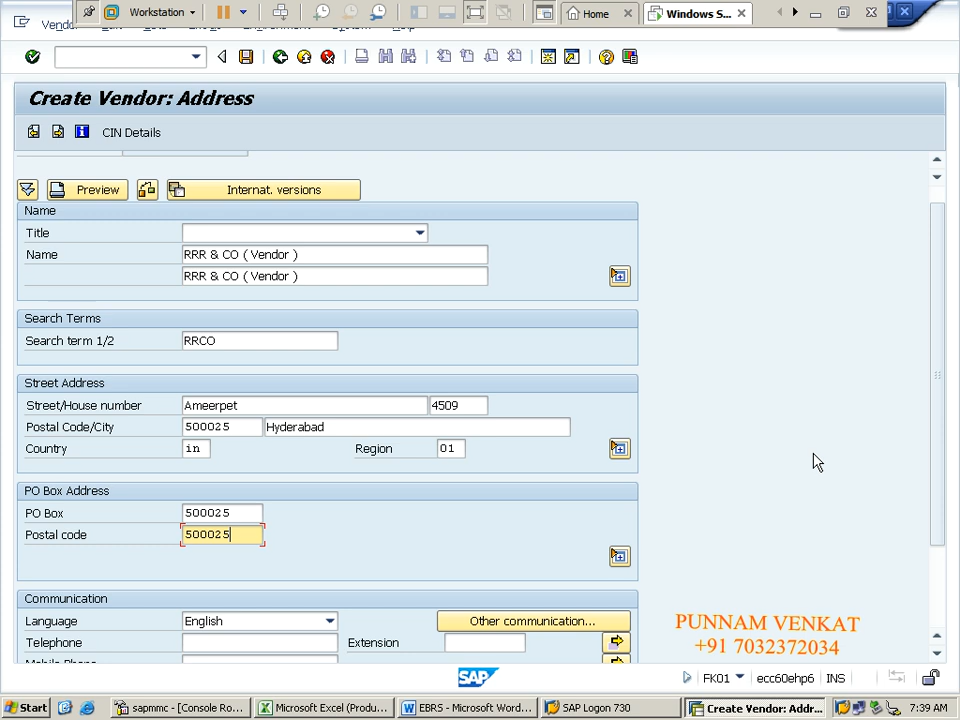 Workstation
Home
Windows S...
Create Vendor: Address
CIN Details
Preview
Internat. versions
Name
Title
Name RRR & CO ( Vendor )
RRR & CO ( Vendor )
Search Terms
Search term 1/2 RRCO
Street Address
Street/House number Ameerpet 4509
Postal Code/City 500025 Hyderabad
Country in Region 01
PO Box Address
PO Box 500025
Postal code 500025
Communication
Language English Other communication...
Telephone Extension
PUNNAM VENKAT
+91 7032372034
SAP
FK01 ecc60ehp6 INS
Start sapmmc - [Console Ro... Microsoft Excel (Produ... EBRS - Microsoft Word... SAP Logon 730 Create Vendor: Addr... 7:39 AM